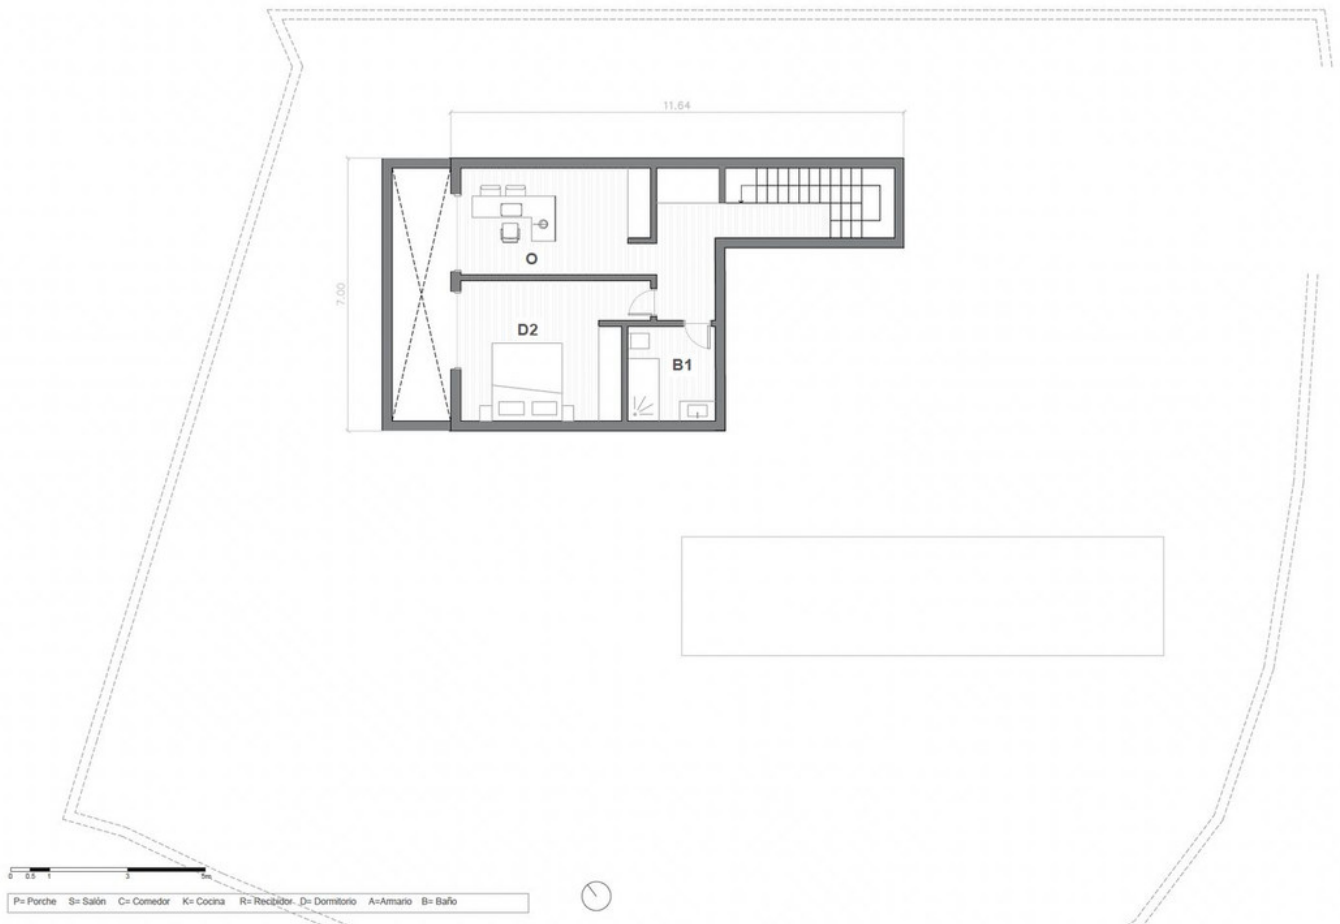 11.64
7.00
O
D2
B1
0 0.5 1 3 5m
P= Porche S= Salón C= Comedor K= Cocina R= Recibidor D= Dormitorio A=Armario B= Baño